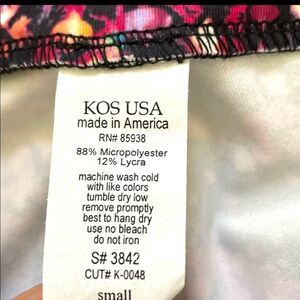 KOS USA
made in America
RN# 85938
88% Micropolyester
12% Lycra
machine wash cold
with like colors
tumble dry low
remove promptly
best to hang dry
use no bleach
do not iron
S# 3842
CUT# K-0048
small